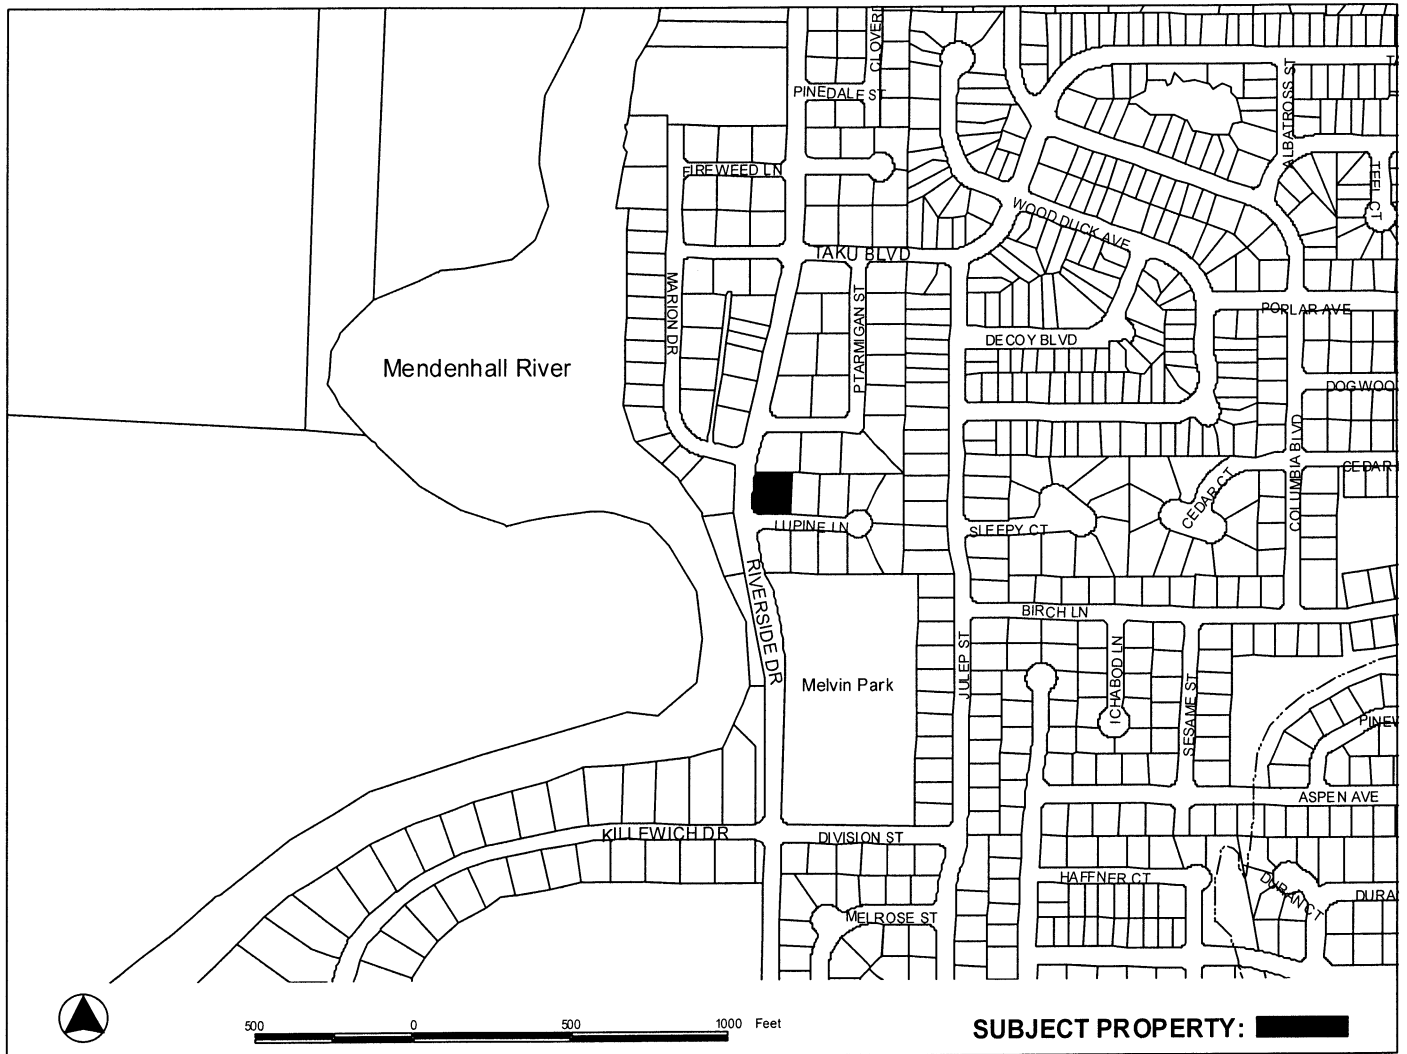 CLOVERD
PINEDALE ST
ALBATROSS ST
FIREWEED LN
TEEL CT
WOOD DUCK AVE
TAKU BLVD
MARION DR
PTARMIGAN ST
POPLAR AVE
DECOY BLVD
Mendenhall River
DOGWOO
COLUMBIA BLVD
CEDAR
CEDAR CT
LUPINE LN
SLEEPY CT
RIVERSIDE DR
BIRCH LN
JULEP ST
ICHABOD LN
Melvin Park
SESAME ST
PINEW
ASPEN AVE
KILLEWICH DR
DIVISION ST
HAFFNER CT
DURAN CT
DURA
MELROSE ST
500 0 500 1000 Feet
SUBJECT PROPERTY: